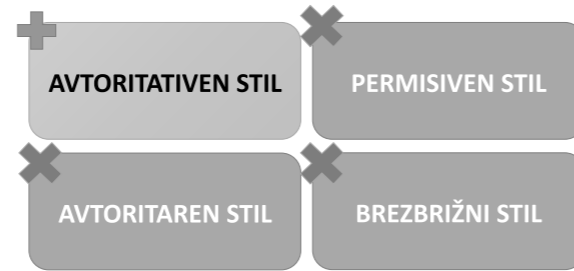 AVTORITATIVEN STIL
PERMISIVEN STIL
AVTORITAREN STIL
BREZBRIŽNI STIL